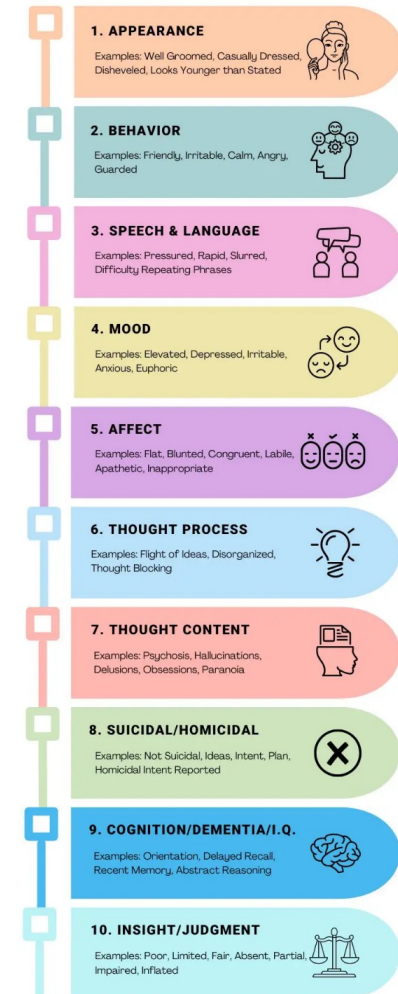 1. APPEARANCE
Examples: Well Groomed, Casually Dressed,
Disheveled, Looks Younger than Stated
2. BEHAVIOR
Examples: Friendly, Irritable, Calm, Angry,
Guarded
3. SPEECH & LANGUAGE
Examples: Pressured, Rapid, Slurred,
Difficulty Repeating Phrases
4. MOOD
Examples: Elevated, Depressed, Irritable,
Anxious, Euphoric
5. AFFECT
Examples: Flat, Blunted, Congruent, Labile,
Apathetic, Inappropriate
6. THOUGHT PROCESS
Examples: Flight of Ideas, Disorganized,
Thought Blocking
7. THOUGHT CONTENT
Examples: Psychosis, Hallucinations,
Delusions, Obsessions, Paranoia
8. SUICIDAL/HOMICIDAL
Examples: Not Suicidal, Ideas, Intent, Plan,
Homicidal Intent Reported
9. COGNITION/DEMENTIA/I.Q.
Examples: Orientation, Delayed Recall,
Recent Memory, Abstract Reasoning
10. INSIGHT/JUDGMENT
Examples: Poor, Limited, Fair, Absent, Partial,
Impaired, Inflated